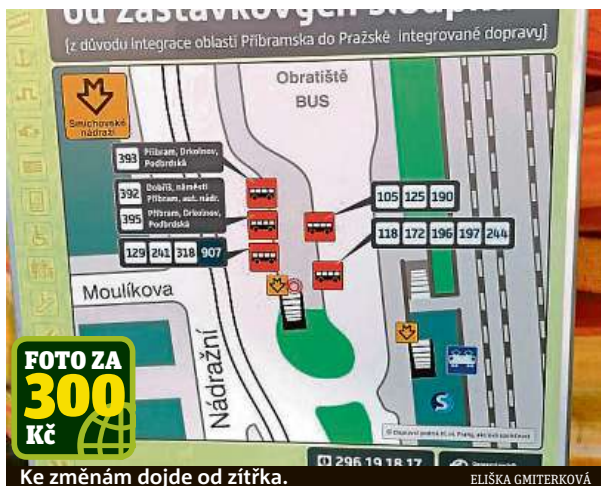 od zastávkových sloupků
(z důvodu Integrace oblasti Příbramska do Pražské integrované dopravy)
Smíchovské
nádraží
Obratiště
BUS
393 Příbram, Drkolnov,
Podbrdská
392 Dobříš, náměstí
Příbram, aut. nádr.
395 Příbram, Drkolnov,
Podbrdská
129 241 318 907
105 125 190
118 172 196 197 244
Moulíkova
Nádražní
S
296 19 18 17
FOTO ZA
300
Kč
Ke změnám dojde od zítřka.
ELIŠKA GMITERKOVÁ